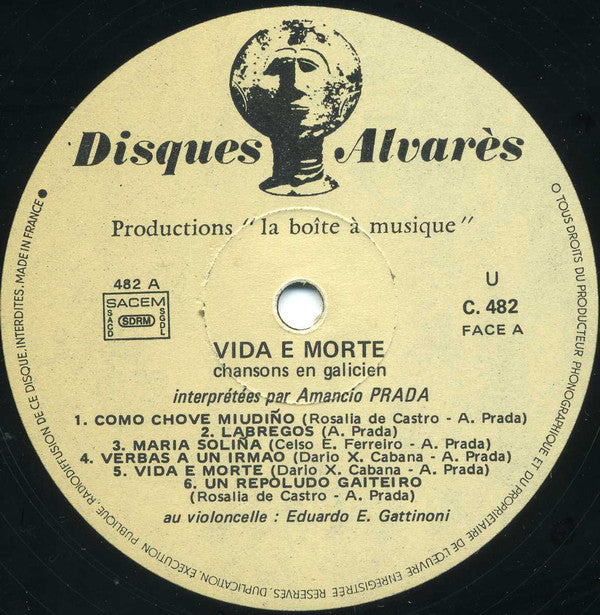 Disques Alvarès
Productions "la boîte à musique"
482 A
SACEM
SACD
SDRM
SGDL
U
C. 482
FACE A
VIDA E MORTE
chansons en galicien
interprétées par Amancio PRADA
1. COMO CHOVE MIUDIÑO (Rosalia de Castro - A. Prada)
2. LABREGOS (A. Prada)
3. MARIA SOLIÑA (Celso E. Ferreiro - A. Prada)
4. VERBAS A UN IRMAO (Dario X. Cabana - A. Prada)
5. VIDA E MORTE (Dario X. Cabana - A. Prada)
6. UN REPOLUDO GAITEIRO
(Rosalia de Castro - A. Prada)
au violoncelle : Eduardo E. Gattinoni
O TOUS DROITS DU PRODUCTEUR PHONOGRAPHIQUE ET DU PROPRIETAIRE DE L'ŒUVRE ENREGISTRÉE RESERVES. DUPLICATION, EXÉCUTION PUBLIQUE, RADIODIFFUSION DE CE DISQUE, INTERDITES. MADE IN FRANCE •